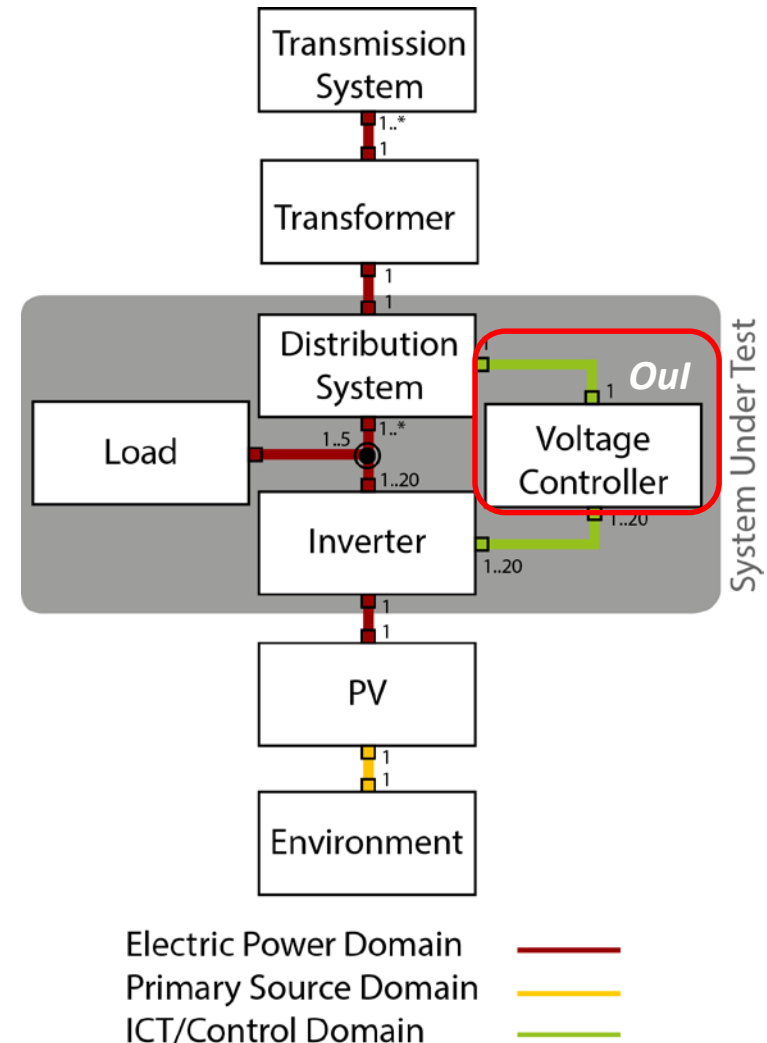 Transmission
System
1..*
1
Transformer
1
1
Distribution
System
1
OuI
1
Voltage
Controller
System Under Test
Load
1..5
1..*
1..20
Inverter
1..20
1..20
1
1
PV
1
1
Environment
Electric Power Domain
Primary Source Domain
ICT/Control Domain